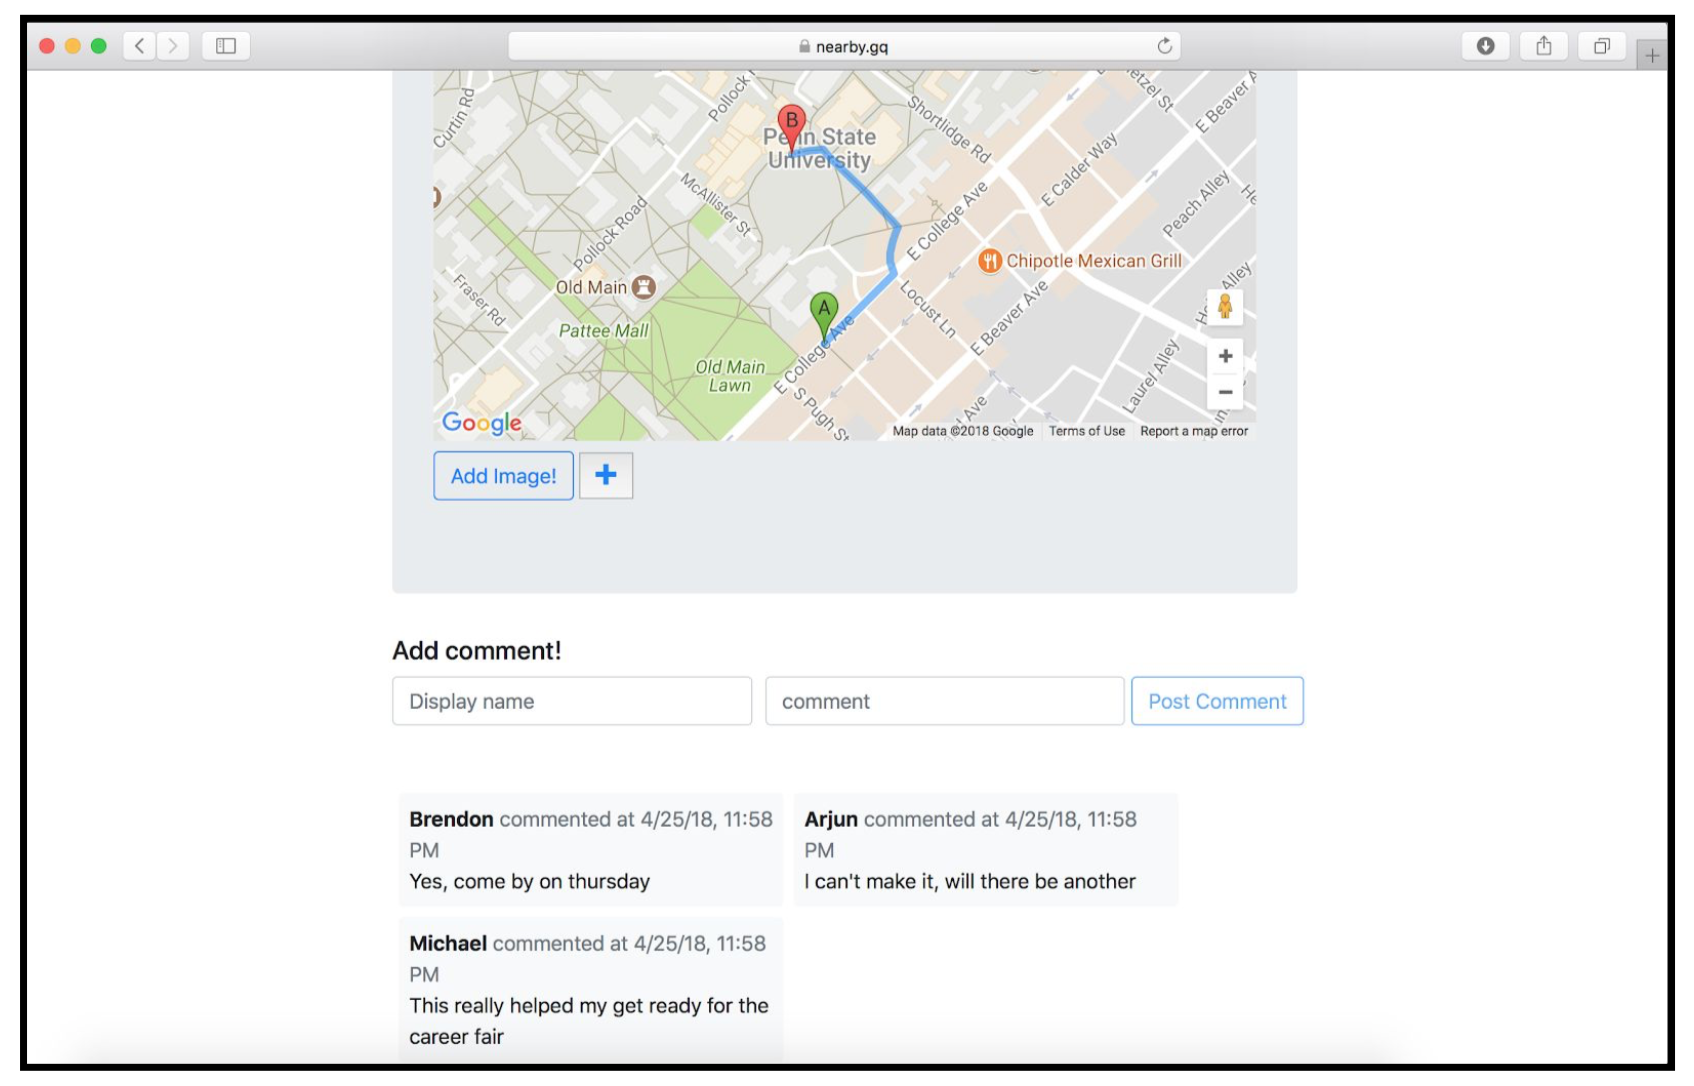 nearby.gq
Curtin Rd
Pollock
Shortlidge Rd
etzel St
E Beaver A
B
Penn State
University
McAllister St
E College Ave
E Calder Way
Peach Alley
He
Pollock Road
Chipotle Mexican Grill
Alley
Fraser Rd
Old Main
A
Locust Ln
E Beaver Ave
Pattee Mall
E College Ave
Old Main
Lawn
S Pugh St
Laurel Alley
Ave
Google
Map data ©2018 Google Terms of Use Report a map error
Add Image! +
Add comment!
Display name comment Post Comment
Brendon commented at 4/25/18, 11:58
PM
Yes, come by on thursday
Arjun commented at 4/25/18, 11:58
PM
I can't make it, will there be another
Michael commented at 4/25/18, 11:58
PM
This really helped my get ready for the
career fair